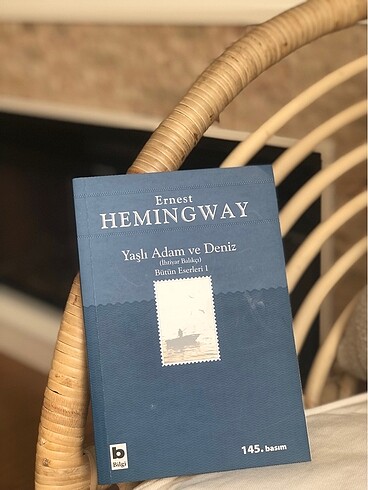 Ernest
HEMINGWAY
Yaşlı Adam ve Deniz
(İhtiyar Balıkçı)
Bütün Eserleri 1
b
Bilgi
145. basım